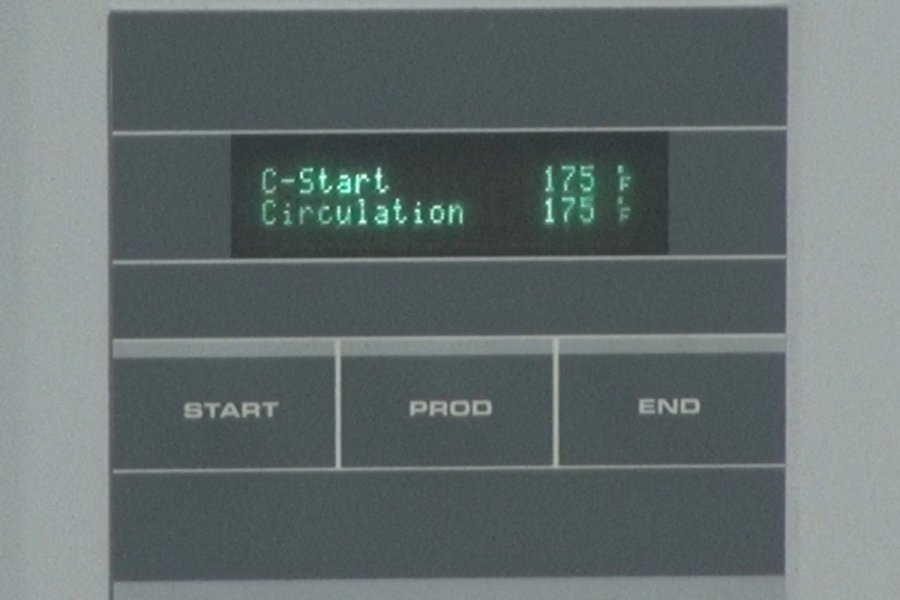 C-Start 175 °F
Circulation 175 °F
START PROD END